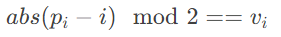 abs(p_i − i) mod 2 == v_i